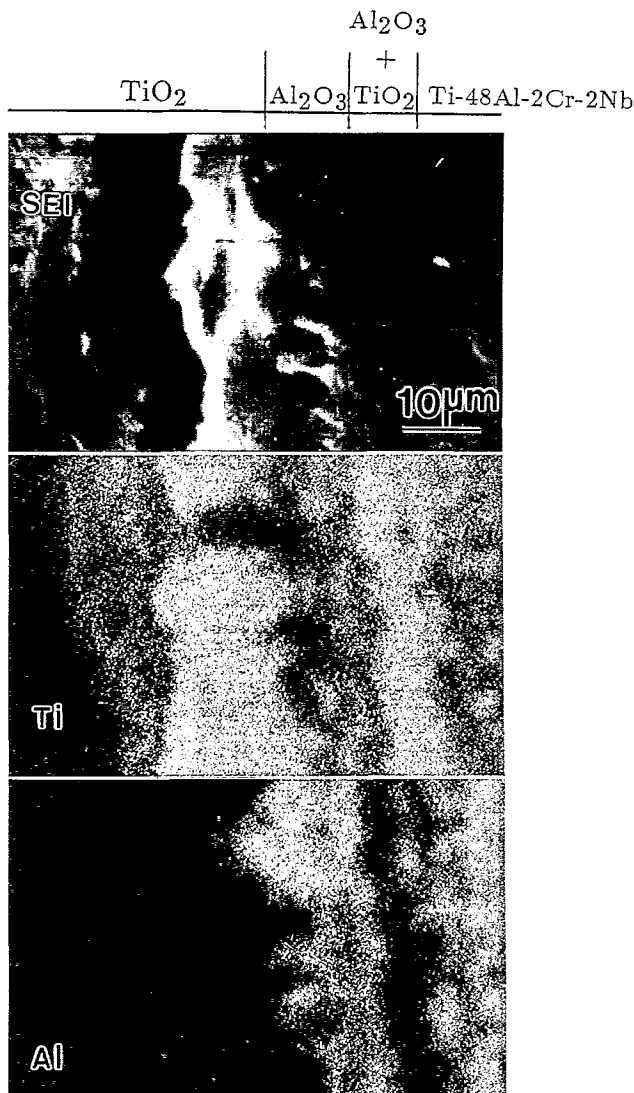 Al₂O₃
+
TiO₂ Al₂O₃ TiO₂ Ti-48Al-2Cr-2Nb
SEI
10μm
Ti
Al